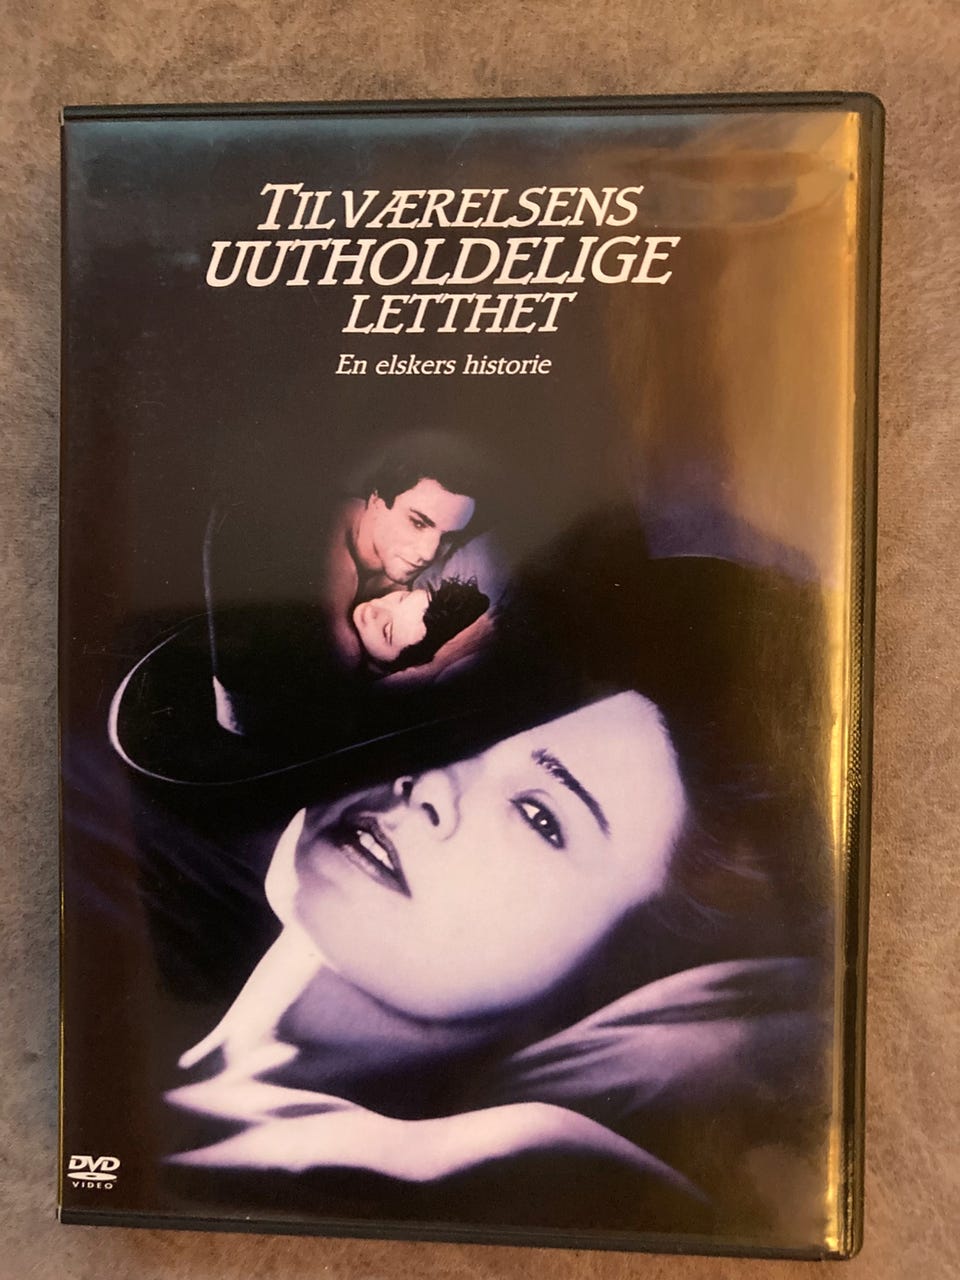 TILVÆRELSENS
UUTHOLDELIGE
LETTHET
En elskers historie
DVD
VIDEO